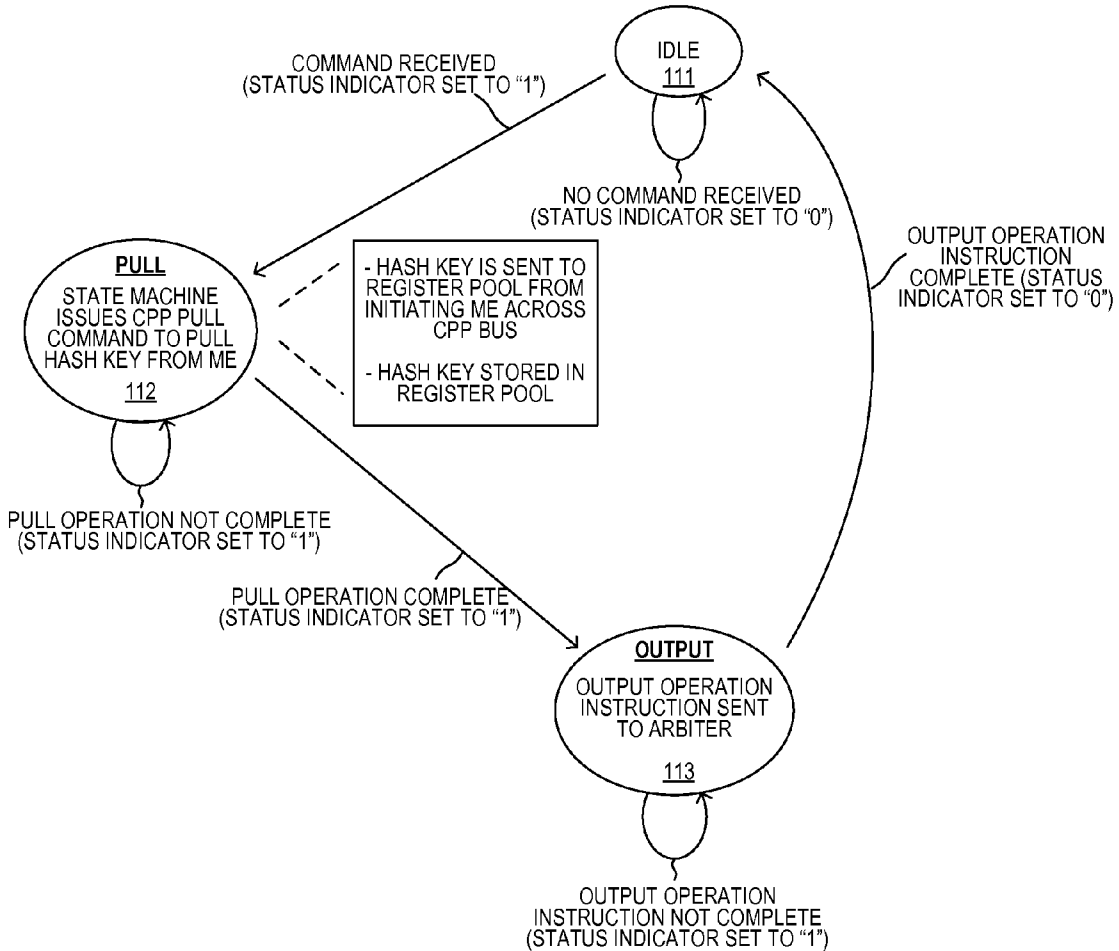 IDLE
111
COMMAND RECEIVED
(STATUS INDICATOR SET TO “1”)
NO COMMAND RECEIVED
(STATUS INDICATOR SET TO “0”)
OUTPUT OPERATION
INSTRUCTION
COMPLETE (STATUS
INDICATOR SET TO “0”)
PULL
STATE MACHINE
ISSUES CPP PULL
COMMAND TO PULL
HASH KEY FROM ME
112
- HASH KEY IS SENT TO
REGISTER POOL FROM
INITIATING ME ACROSS
CPP BUS
- HASH KEY STORED IN
REGISTER POOL
PULL OPERATION NOT COMPLETE
(STATUS INDICATOR SET TO “1”)
PULL OPERATION COMPLETE
(STATUS INDICATOR SET TO “1”)
OUTPUT
OUTPUT OPERATION
INSTRUCTION SENT
TO ARBITER
113
OUTPUT OPERATION
INSTRUCTION NOT COMPLETE
(STATUS INDICATOR SET TO “1”)